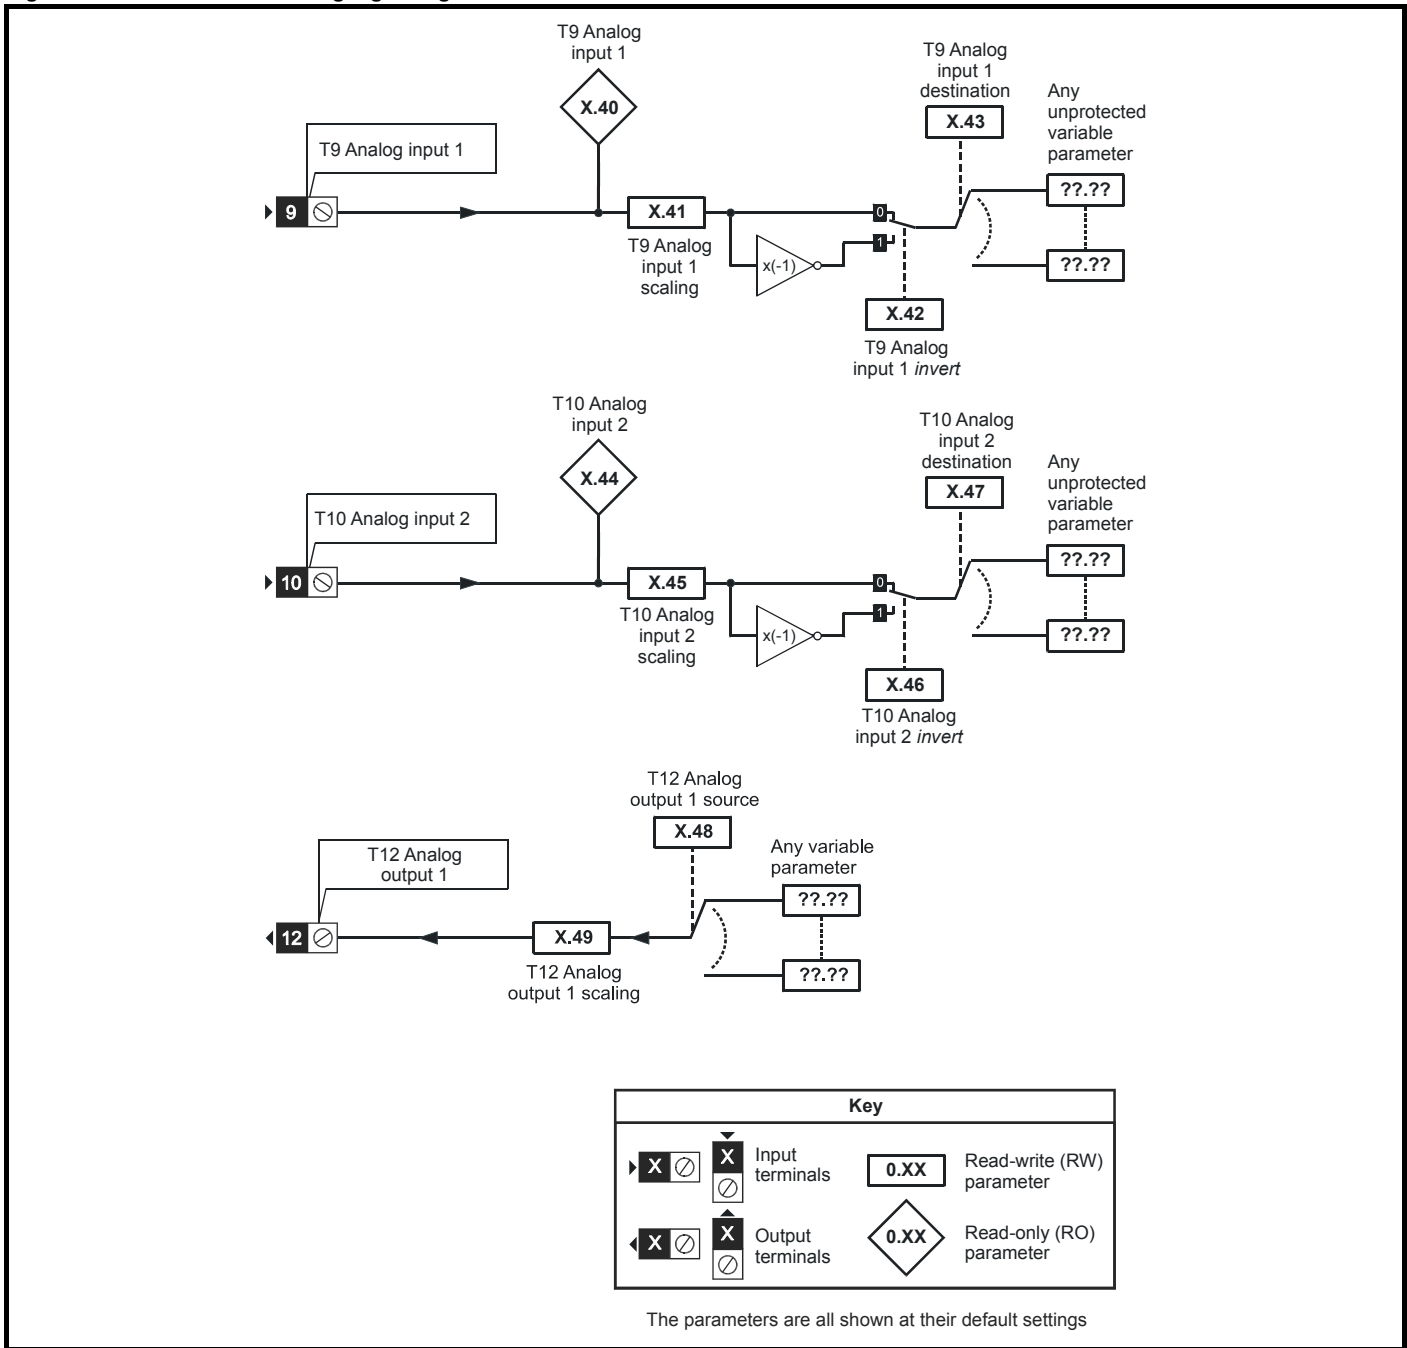 T9 Analog
input 1
X.40
T9 Analog
input 1
destination
X.43
Any
unprotected
variable
parameter
T9 Analog input 1
9
X.41
T9 Analog
input 1
scaling
x(-1)
0
1
X.42
T9 Analog
input 1 invert
??.??
??.??
T10 Analog
input 2
X.44
T10 Analog
input 2
destination
X.47
Any
unprotected
variable
parameter
T10 Analog input 2
10
X.45
T10 Analog
input 2
scaling
x(-1)
0
1
X.46
T10 Analog
input 2 invert
??.??
??.??
T12 Analog
output 1 source
X.48
Any variable
parameter
??.??
??.??
T12 Analog
output 1
12
X.49
T12 Analog
output 1 scaling
Key
X
X
Input
terminals
0.XX
Read-write (RW)
parameter
X
X
Output
terminals
0.XX
Read-only (RO)
parameter
The parameters are all shown at their default settings